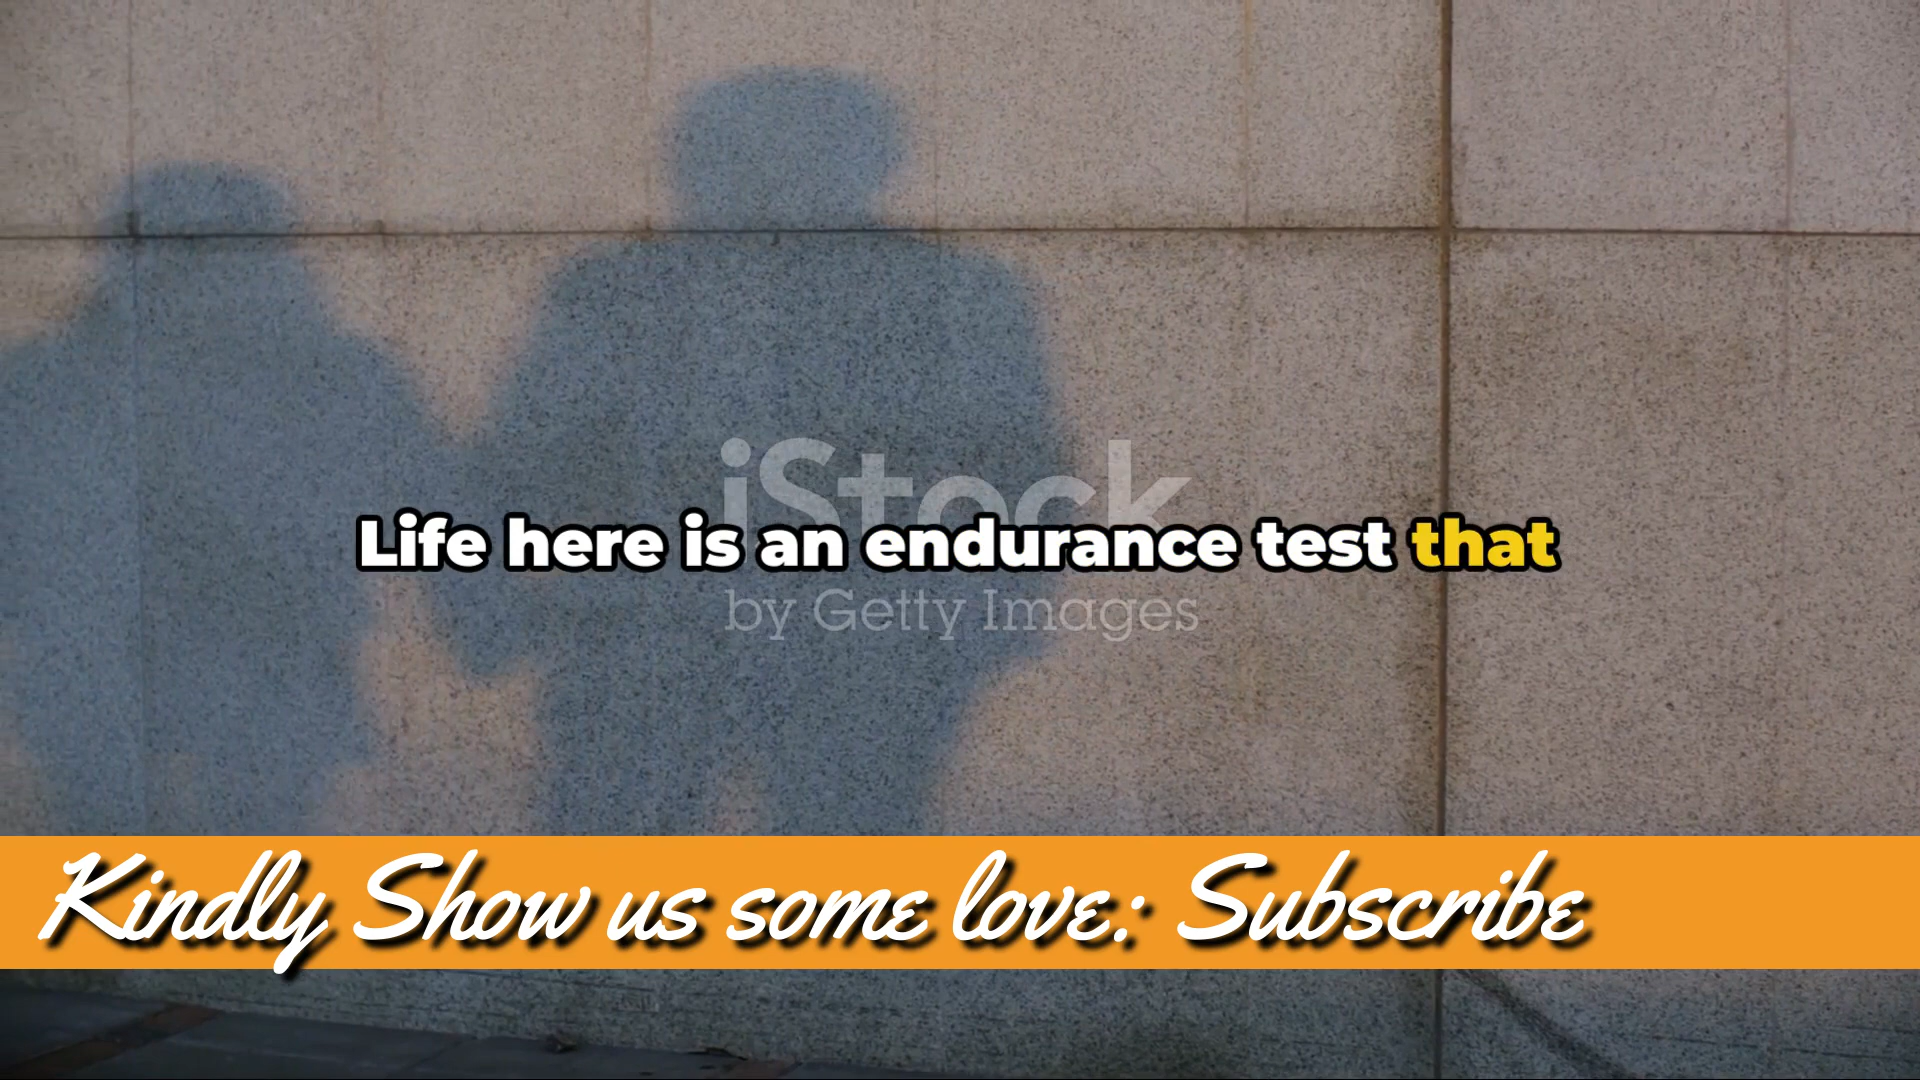 iStock
Life here is an endurance test that
by Getty Images
Kindly Show us some love: Subscribe